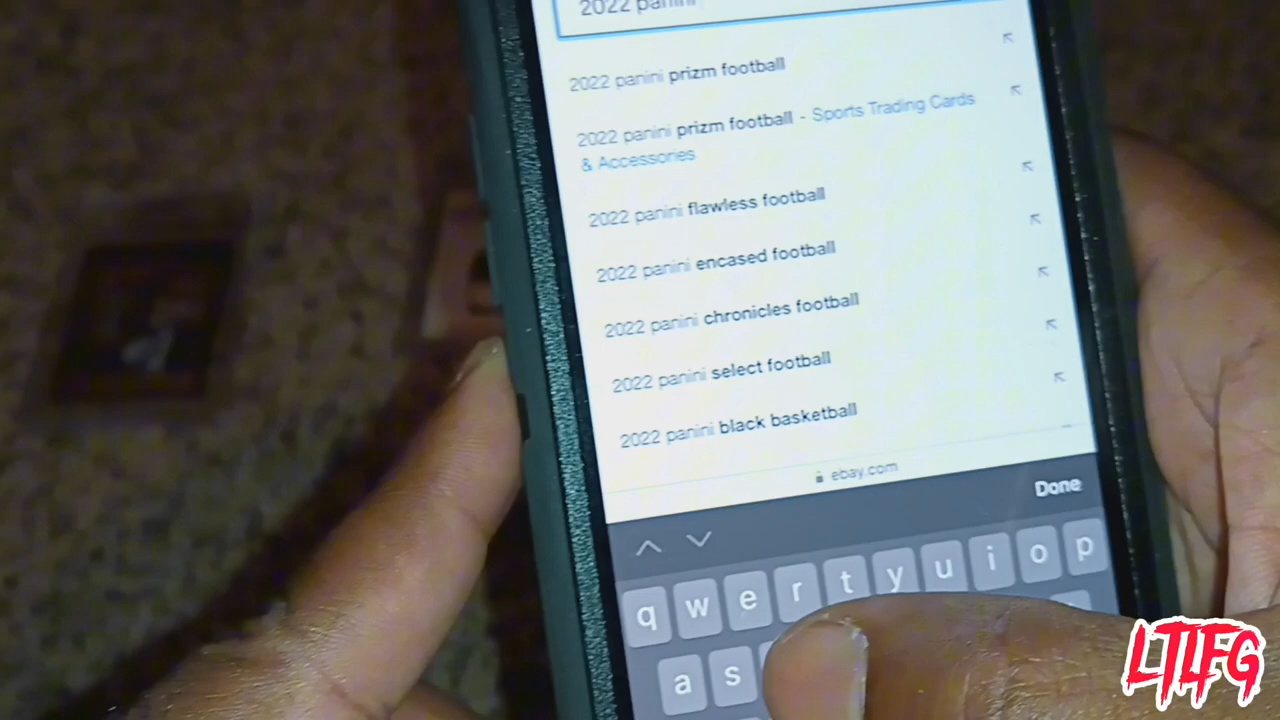 2022 panini
2022 panini prizm football
2022 panini prizm football - Sports Trading Cards
& Accessories
2022 panini flawless football
2022 panini encased football
2022 panini chronicles football
2022 panini select football
2022 panini black basketball
ebay.com
Done
q w e r t y u i o p
a s
LTLFG